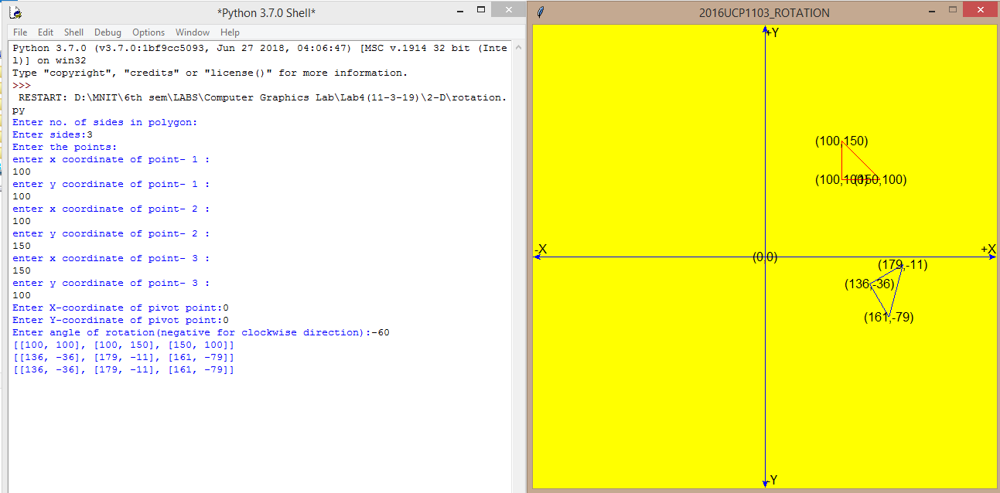 *Python 3.7.0 Shell*
File Edit Shell Debug Options Window Help
Python 3.7.0 (v3.7.0:1bf9cc5093, Jun 27 2018, 04:06:47) [MSC v.1914 32 bit (Inte
l)] on win32
Type "copyright", "credits" or "license()" for more information.
>>>
RESTART: D:\MNIT\6th sem\LABS\Computer Graphics Lab\Lab4(11-3-19)\2-D\rotation.
py
Enter no. of sides in polygon:
Enter sides:3
Enter the points:
enter x coordinate of point- 1 :
100
enter y coordinate of point- 1 :
100
enter x coordinate of point- 2 :
100
enter y coordinate of point- 2 :
150
enter x coordinate of point- 3 :
150
enter y coordinate of point- 3 :
100
Enter X-coordinate of pivot point:0
Enter Y-coordinate of pivot point:0
Enter angle of rotation(negative for clockwise direction):-60
[[100, 100], [100, 150], [150, 100]]
[[136, -36], [179, -11], [161, -79]]
[[136, -36], [179, -11], [161, -79]]
2016UCP1103_ROTATION
+Y
(100,150)
(100,100) (150,100)
-X
+X
(0,0)
(179,-11)
(136,-36)
(161,-79)
-Y